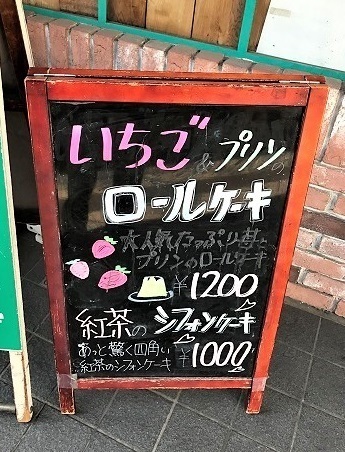 いちご&プリンの
ロールケーキ
大人気たっぷり苺と
プリンのロールケーキ
¥1200
紅茶のシフォンケーキ
あっと驚く四角い
紅茶のシフォンケーキ
¥1000